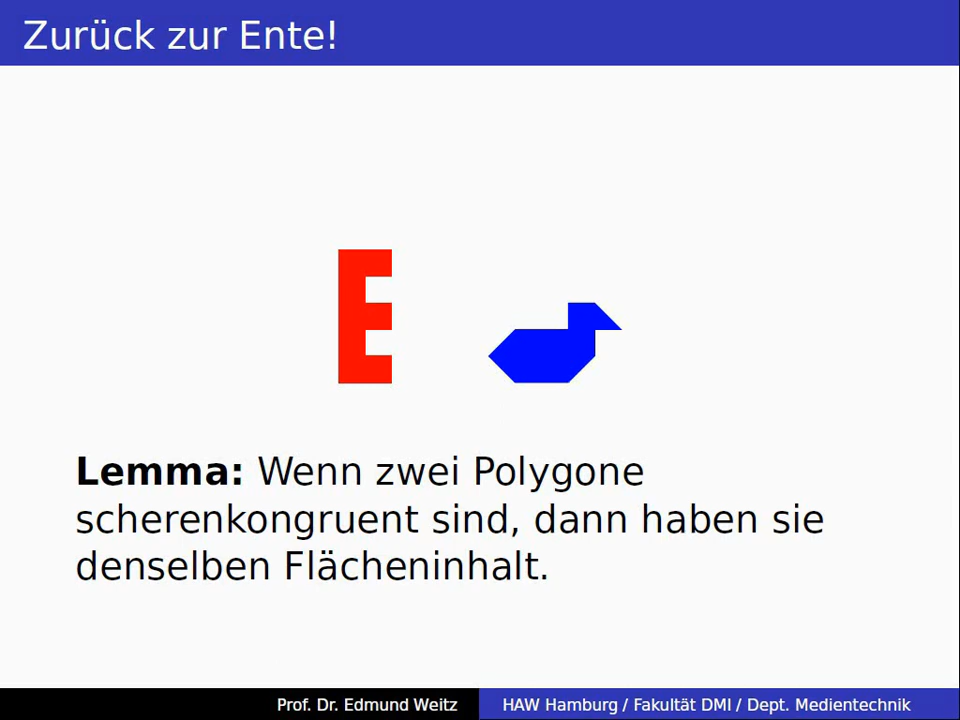 Zurück zur Ente!
Lemma: Wenn zwei Polygone
scherenkongruent sind, dann haben sie
denselben Flächeninhalt.
Prof. Dr. Edmund Weitz
HAW Hamburg / Fakultät DMI / Dept. Medientechnik